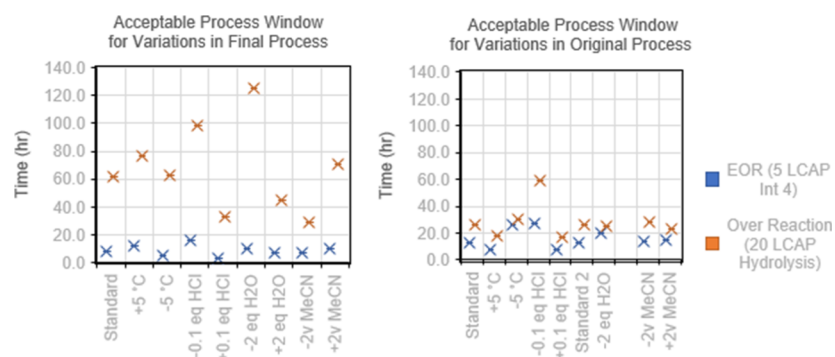 Acceptable Process Window
for Variations in Final Process
Time (hr)
140.0
120.0
100.0
80.0
60.0
40.0
20.0
0.0
Standard
+5 °C
-5 °C
-0.1 eq HCl
+0.1 eq HCl
-2 eq H2O
+2 eq H2O
-2v MeCN
+2v MeCN
Acceptable Process Window
for Variations in Original Process
Time (hr)
140.0
120.0
100.0
80.0
60.0
40.0
20.0
0.0
Standard
+5 °C
-5 °C
-0.1 eq HCl
+0.1 eq HCl
Standard 2
-2 eq H2O
-2v MeCN
+2v MeCN
EOR (5 LCAP
Int 4)
Over Reaction
(20 LCAP
Hydrolysis)